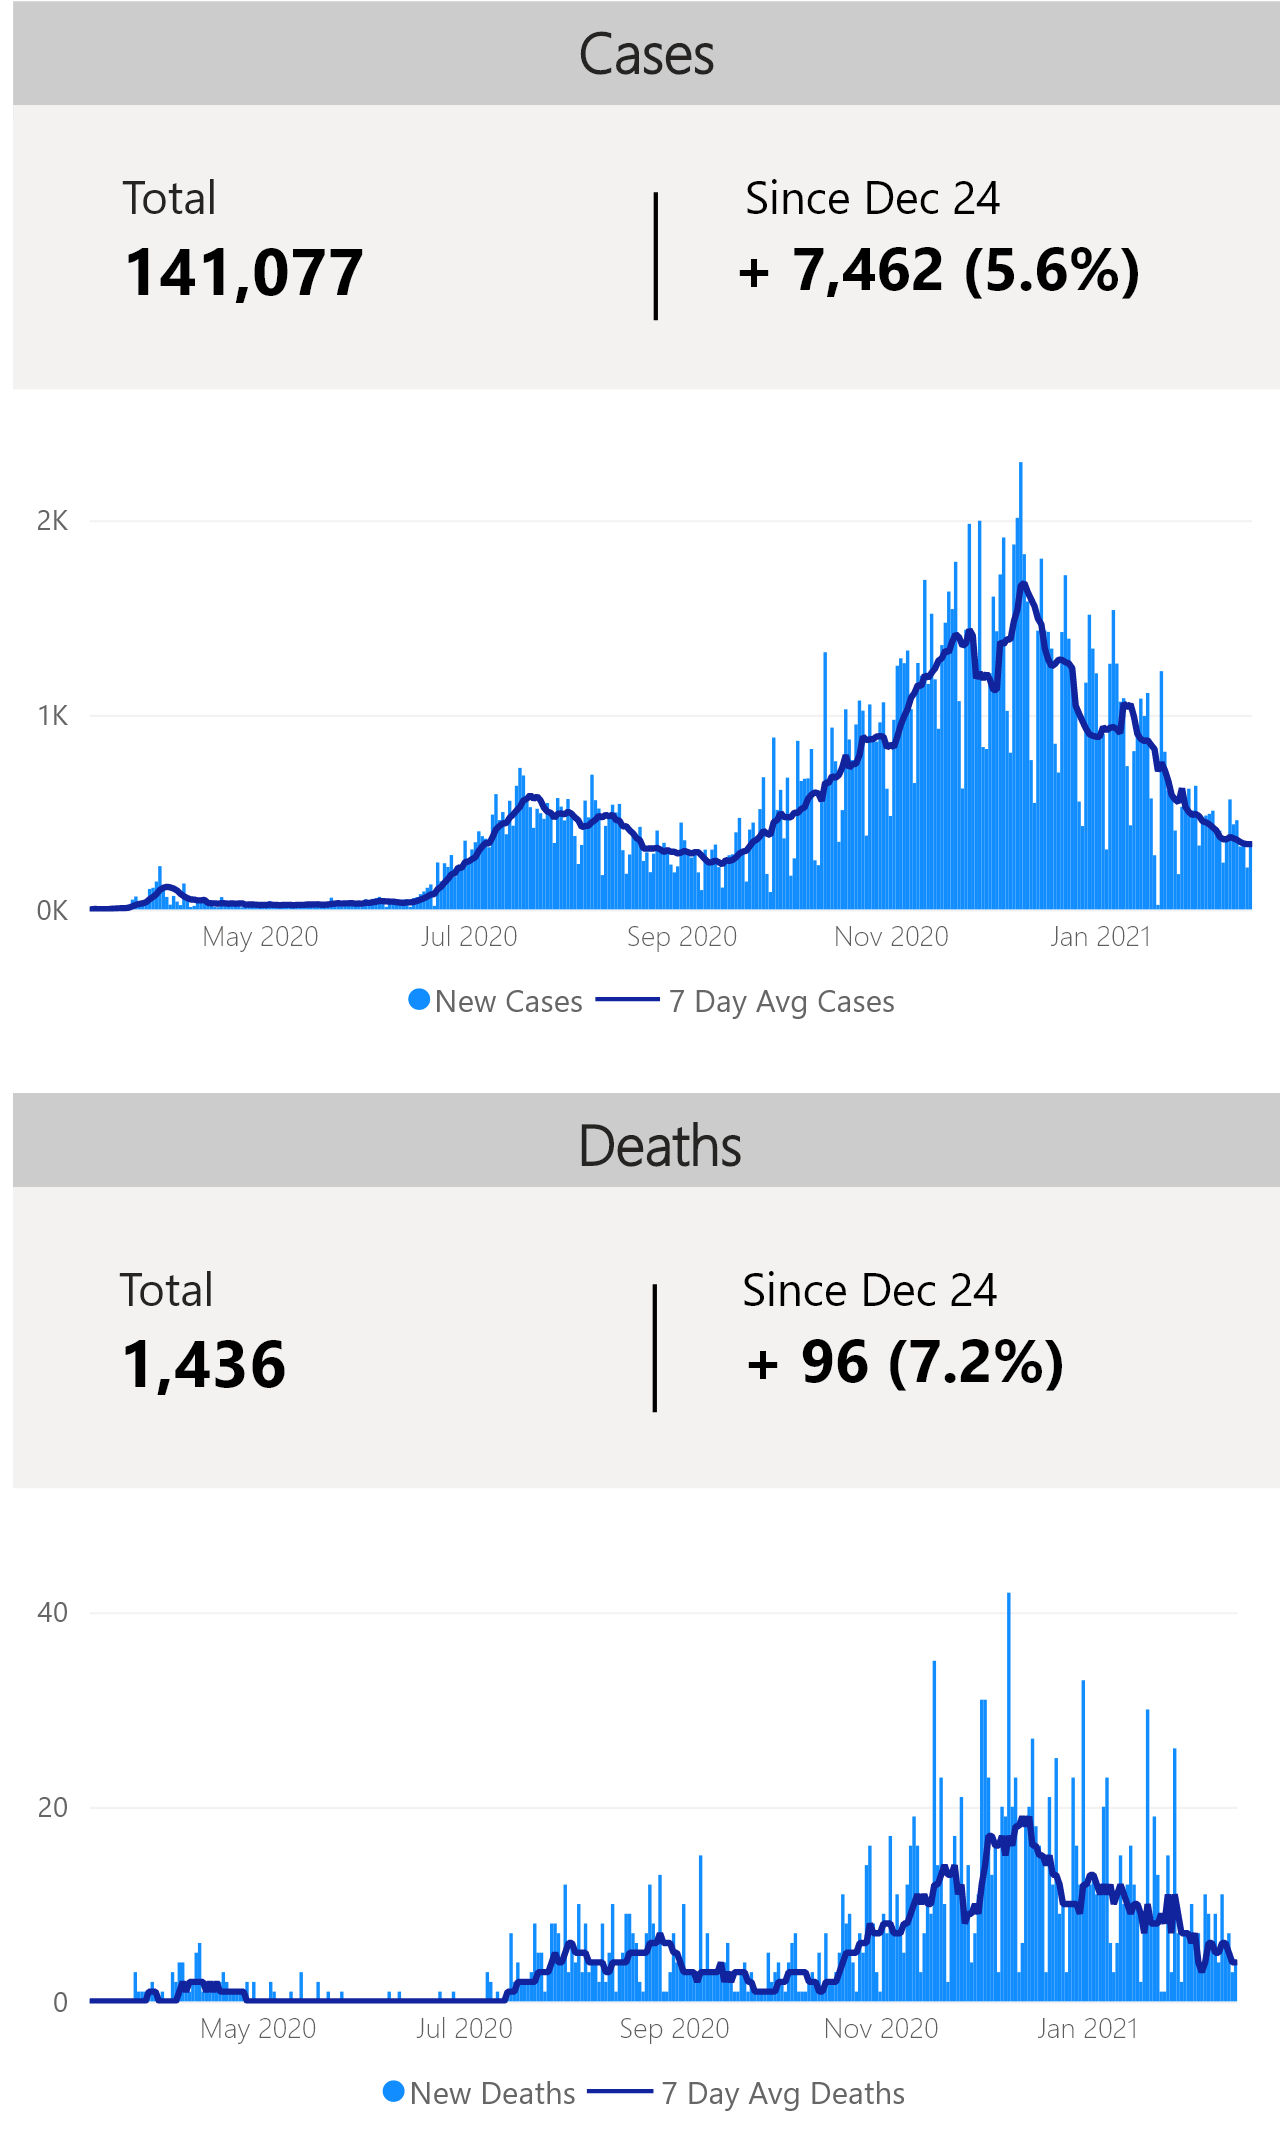 Cases
Total
Since Dec 24
141,077
+ 7,462 (5.6%)
2K
1K
0K
May 2020
Jul 2020
Sep 2020
Nov 2020
Jan 2021
New Cases
7 Day Avg Cases
Deaths
Total
Since Dec 24
1,436
+ 96 (7.2%)
40
20
0
May 2020
Jul 2020
Sep 2020
Nov 2020
Jan 2021
New Deaths
7 Day Avg Deaths